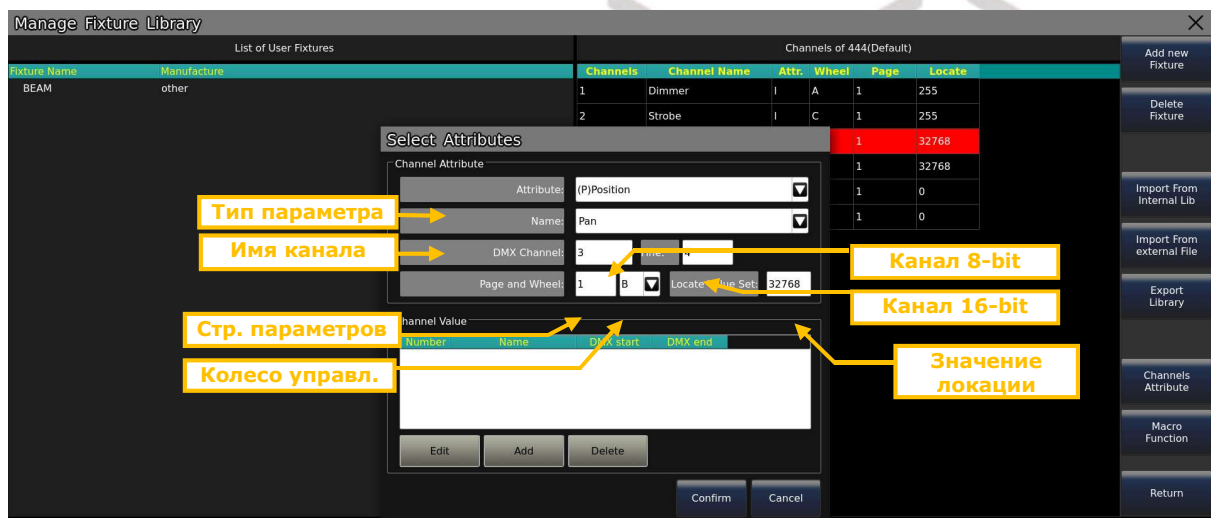 Manage Fixture Library
List of User Fixtures
Channels of 444(Default)
Fixture Name Manufacture
Channels Channel Name Attr. Wheel Page Locate
BEAM other
1 Dimmer I A 1 255
2 Strobe I C 1 255
1 32768
1 32768
1 0
1 0
Select Attributes
Channel Attribute
Attribute: (P)Position
Name: Pan
DMX Channel: 3 4
Page and Wheel: 1 B Locate Value Set: 32768
Channel Value
Number Name DMX start DMX end
Edit Add Delete
Confirm Cancel
Тип параметра
Имя канала
Стр. параметров
Колесо управл.
Канал 8-bit
Канал 16-bit
Значение
локации
Add new
Fixture
Delete
Fixture
Import From
Internal Lib
Import From
external File
Export
Library
Channels
Attribute
Macro
Function
Return